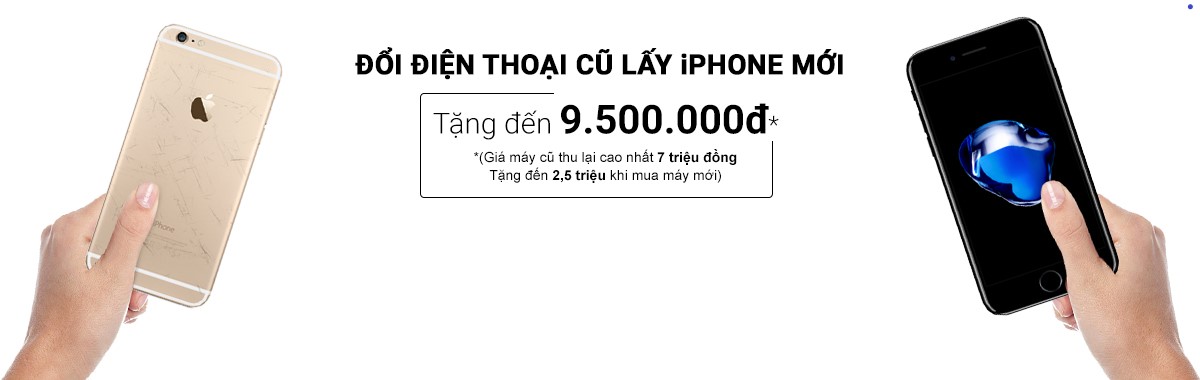 ĐỔI ĐIỆN THOẠI CŨ LẤY iPHONE MỚI
Tặng đến 9.500.000đ*
*(Giá máy cũ thu lại cao nhất 7 triệu đồng
Tặng đến 2,5 triệu khi mua máy mới)
iPhone